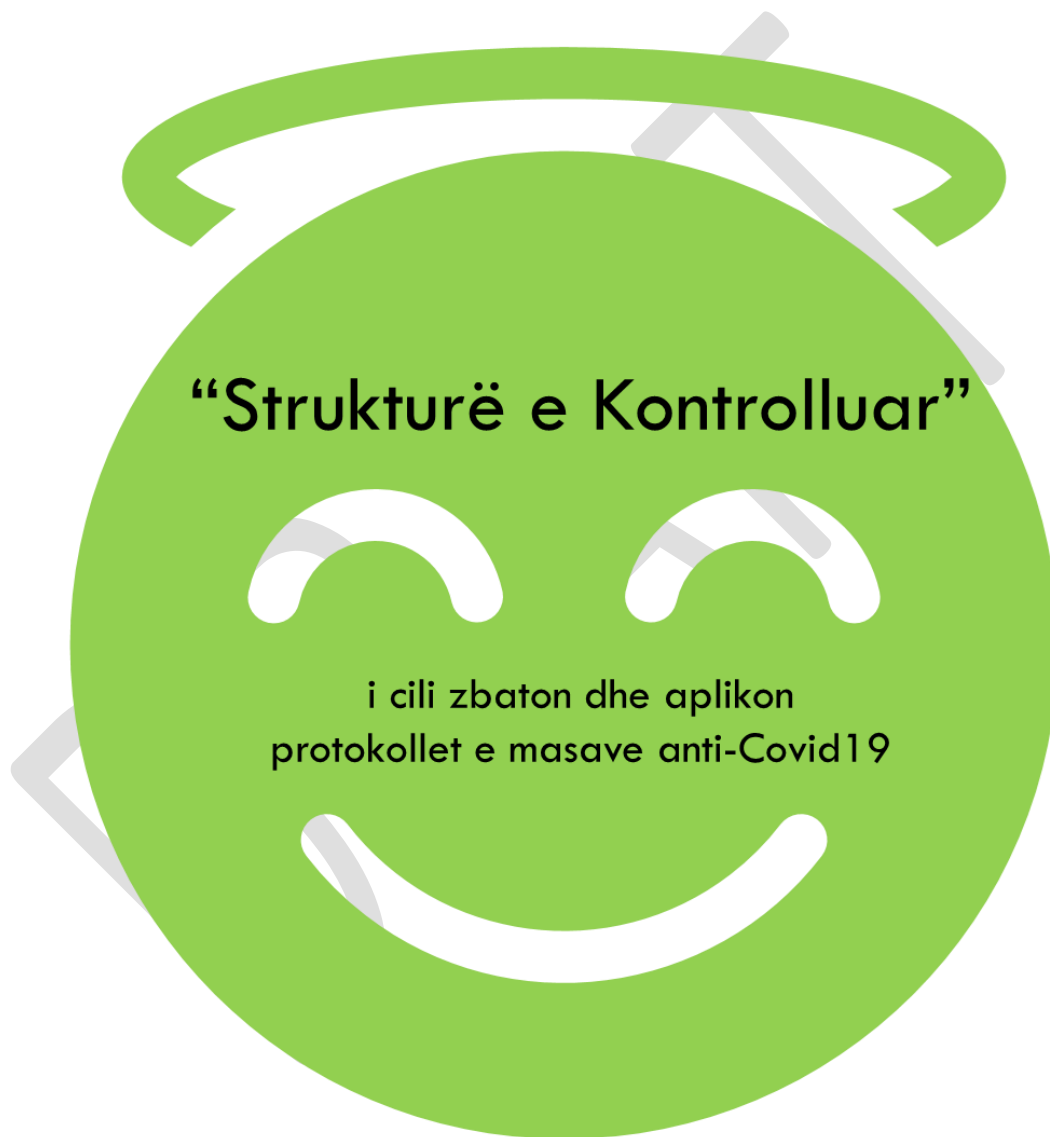 “Strukturë e Kontrolluar”
i cili zbaton dhe aplikon
protokollet e masave anti-Covid19